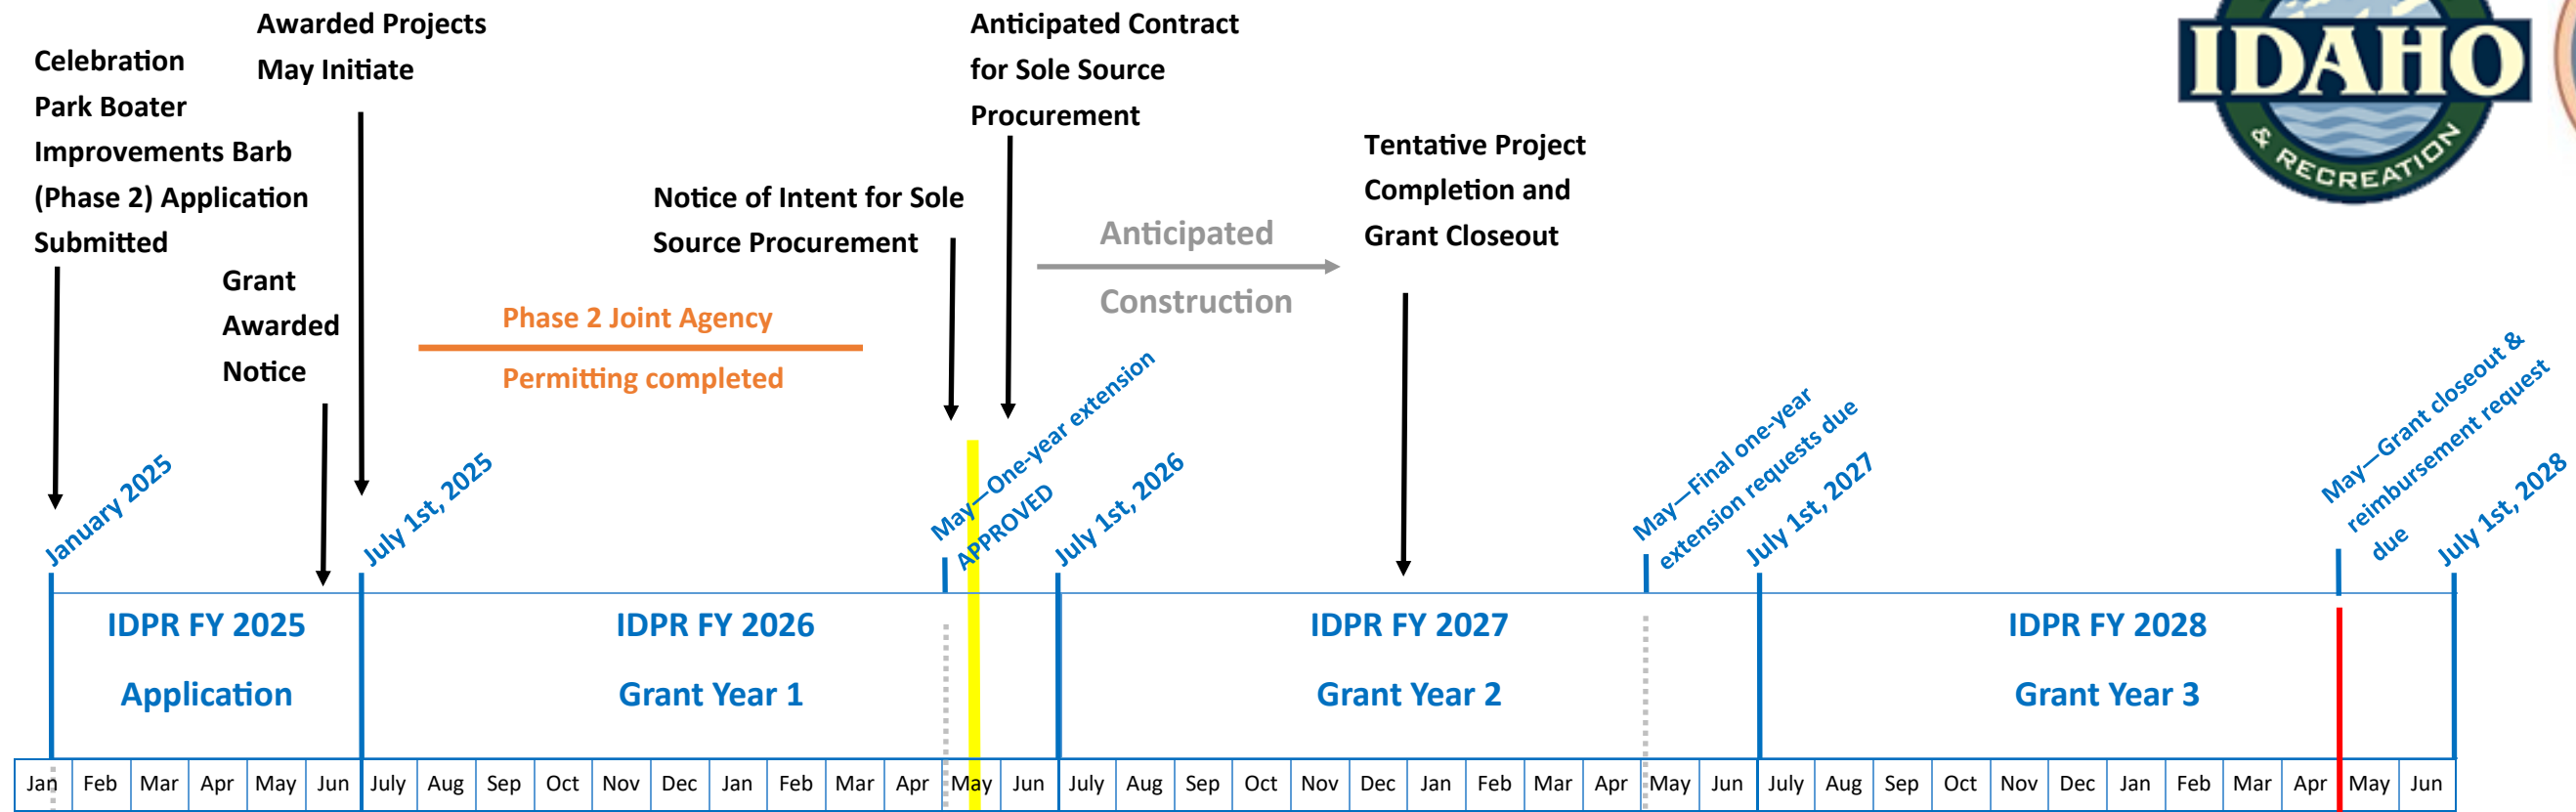 Celebration
Park Boater
Improvements Barb
(Phase 2) Application
Submitted
Awarded Projects
May Initiate
Grant
Awarded
Notice
Phase 2 Joint Agency
Permitting completed
Notice of Intent for Sole
Source Procurement
Anticipated Contract
for Sole Source
Procurement
Anticipated
Construction
Tentative Project
Completion and
Grant Closeout
IDAHO
& RECREATION
January 2025
July 1st, 2025
May—One-year extension
APPROVED
July 1st, 2026
May—Final one-year
extension requests due
July 1st, 2027
May—Grant closeout &
reimbursement request
due
July 1st, 2028
IDPR FY 2025
Application
IDPR FY 2026
Grant Year 1
IDPR FY 2027
Grant Year 2
IDPR FY 2028
Grant Year 3
Jan Feb Mar Apr May Jun July Aug Sep Oct Nov Dec Jan Feb Mar Apr May Jun July Aug Sep Oct Nov Dec Jan Feb Mar Apr May Jun July Aug Sep Oct Nov Dec Jan Feb Mar Apr May Jun